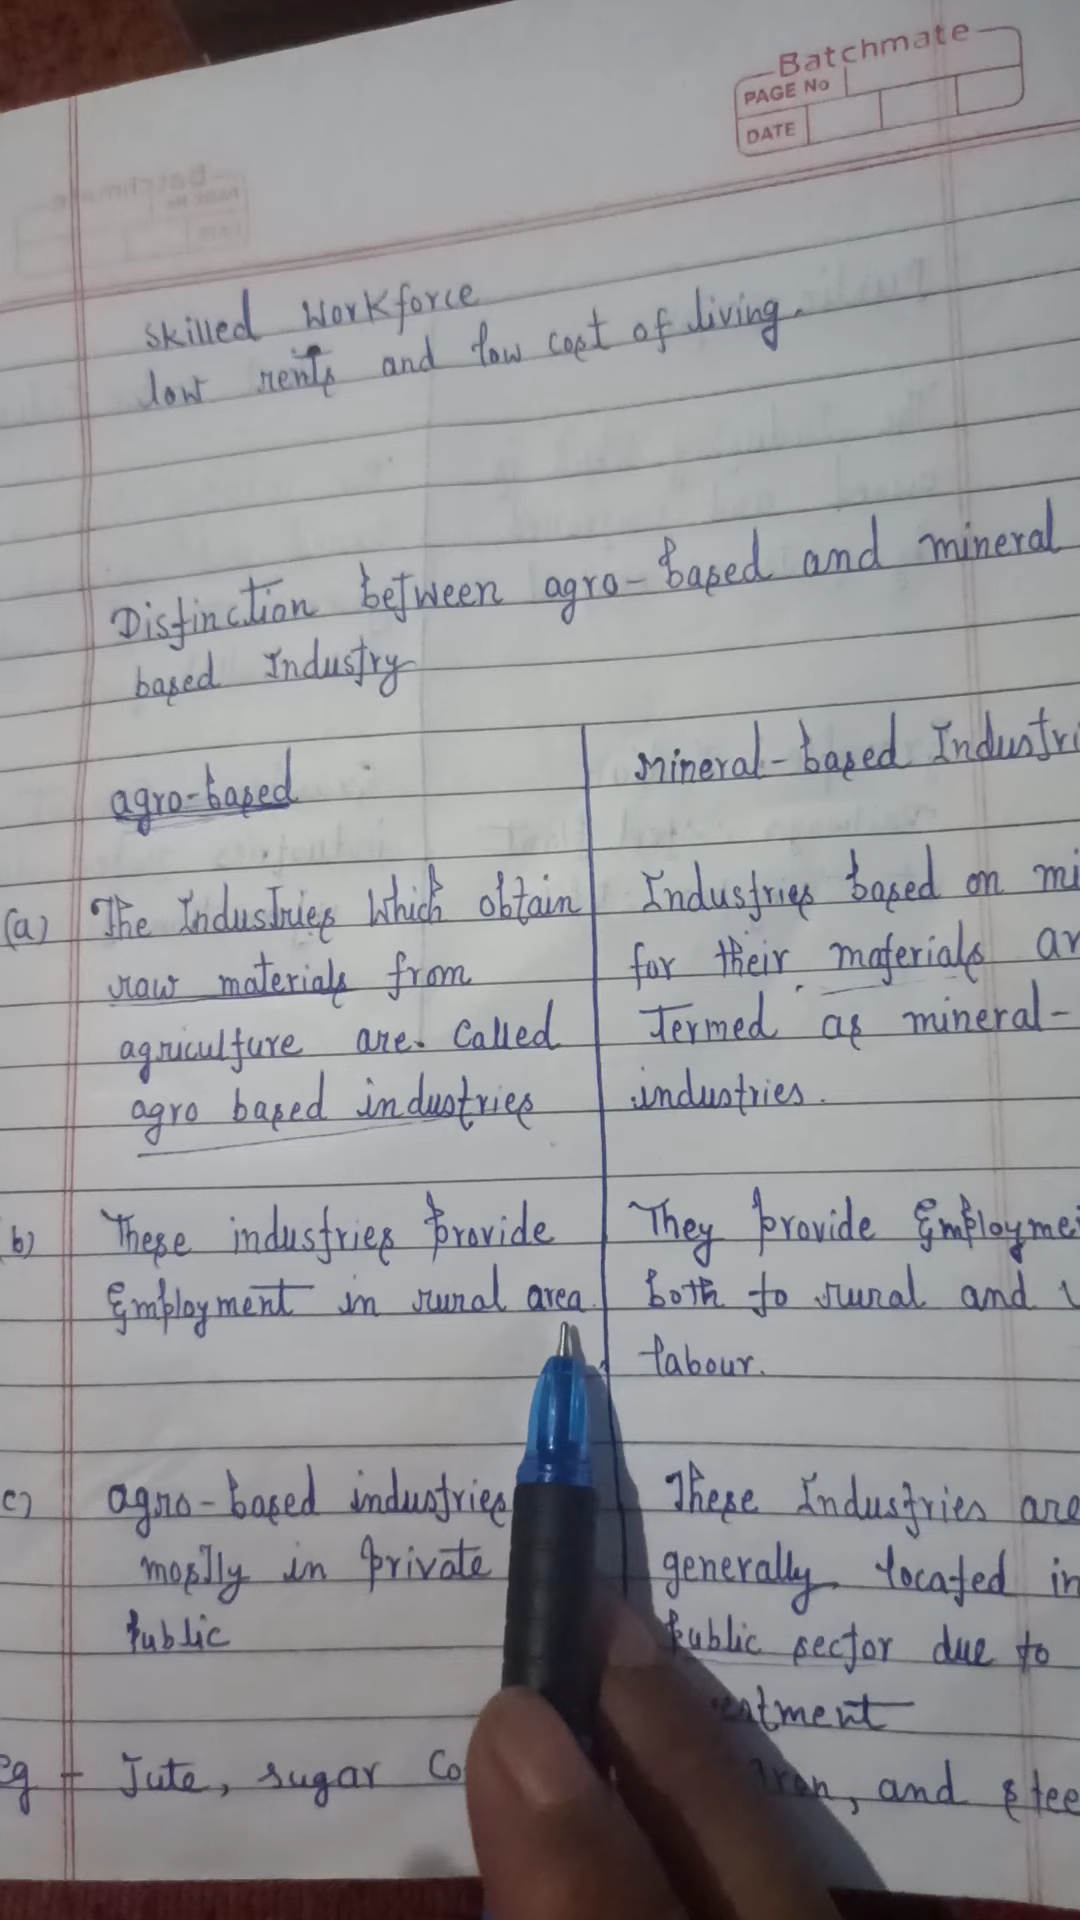 Batchmate
PAGE No
DATE
skilled workforce
low rents and low cost of living.
Distinction between agro-based and mineral
based Industry
agro-based
Mineral-based Industri
(a) The Industries which obtain
raw materials from
agriculture are. Called
agro based industries
Industries based on mi
for their materials ar
Termed as mineral-
industries.
b) These industries provide
Employment in rural area.
They provide Employme
both to rural and
labour.
c) agro-based industries
mostly in private
public
These Industries are
generally located in
public sector due to
eg - Jute, sugar Co
Iron, and stee